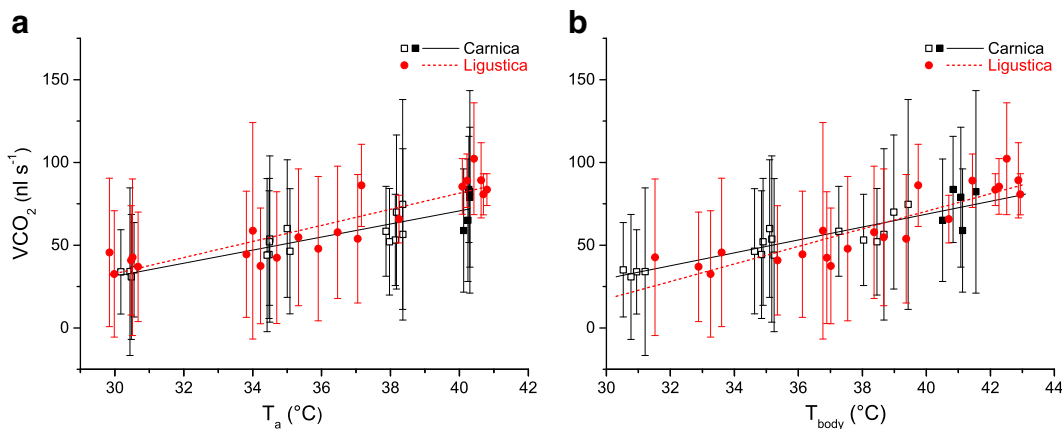 a
VCO2 (nl s-1)
150
100
50
0
30 32 34 36 38 40 42
Ta (°C)
Carnica
Ligustica
b
150
100
50
0
30 32 34 36 38 40 42 44
Tbody (°C)
Carnica
Ligustica